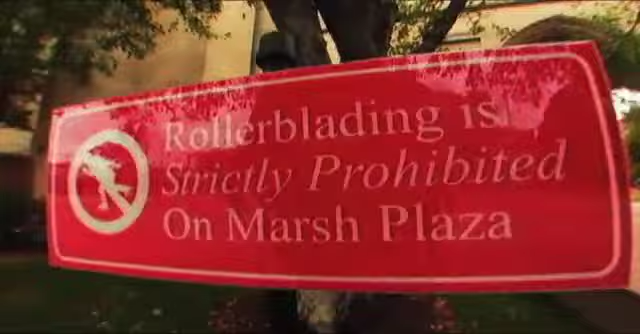 Rollerblading is
Strictly Prohibited
On Marsh Plaza